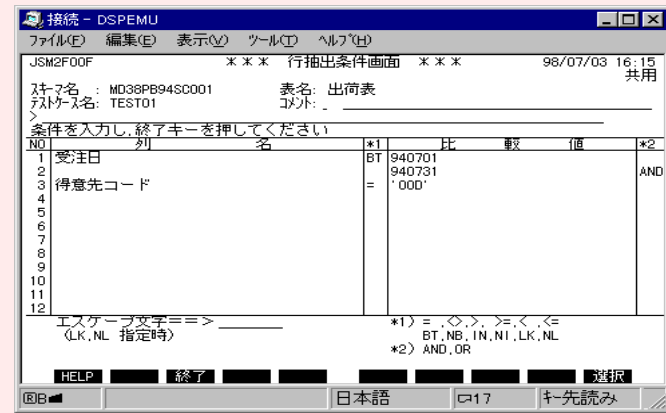 接続 - DSPEMU
ファイル(F) 編集(E) 表示(V) ツール(T) ヘルプ(H)
JSM2F00F *** 行抽出条件画面 *** 98/07/03 16:15
共用
スキーマ名 : MD38PB94SC001 表名: 出荷表
テストケース名: TEST01 コメント: _
>
条件を入力し,終了キーを押してください
NO 列 名 *1 比 較 値 *2
1 受注日 BT 940701
2 940731 AND
3 得意先コード = '00D'
4
5
6
7
8
9
10
11
12
エスケープ文字==>
(LK,NL 指定時)
*1) = ,<>,>, >=,< ,<=
BT,NB,IN,NI,LK,NL
*2) AND,OR
HELP 終了 選択
RB 日本語 17 キー先読み